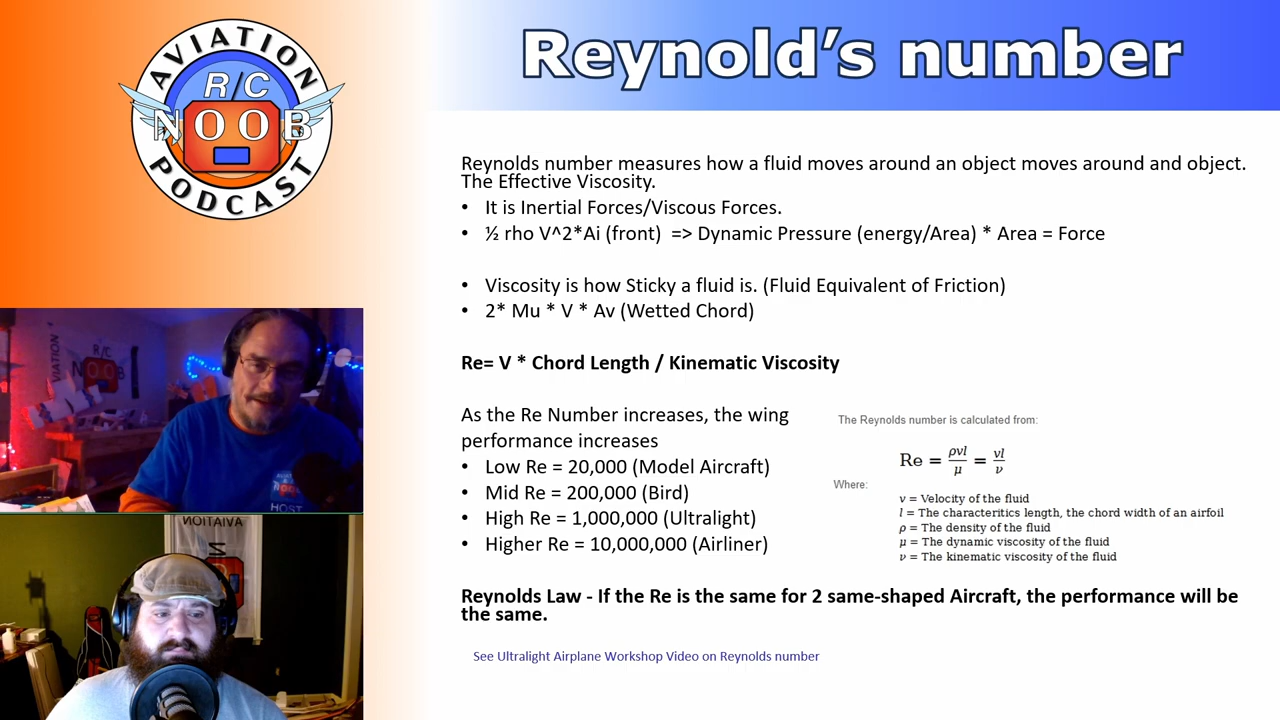 AVIATION
R/C
NOOB
PODCAST
Reynold's number
Reynolds number measures how a fluid moves around an object moves around and object.
The Effective Viscosity.
• It is Inertial Forces/Viscous Forces.
• ½ rho V^2*Ai (front) => Dynamic Pressure (energy/Area) * Area = Force
• Viscosity is how Sticky a fluid is. (Fluid Equivalent of Friction)
• 2* Mu * V * Av (Wetted Chord)
Re= V * Chord Length / Kinematic Viscosity
As the Re Number increases, the wing
performance increases
• Low Re = 20,000 (Model Aircraft)
• Mid Re = 200,000 (Bird)
• High Re = 1,000,000 (Ultralight)
• Higher Re = 10,000,000 (Airliner)
The Reynolds number is calculated from:
Re = ρvl/μ = vl/ν
Where:
v = Velocity of the fluid
l = The characteritics length, the chord width of an airfoil
ρ = The density of the fluid
μ = The dynamic viscosity of the fluid
ν = The kinematic viscosity of the fluid
Reynolds Law - If the Re is the same for 2 same-shaped Aircraft, the performance will be
the same.
See Ultralight Airplane Workshop Video on Reynolds number
AVIATION
R/C
NOOB
HOST
AVIATION